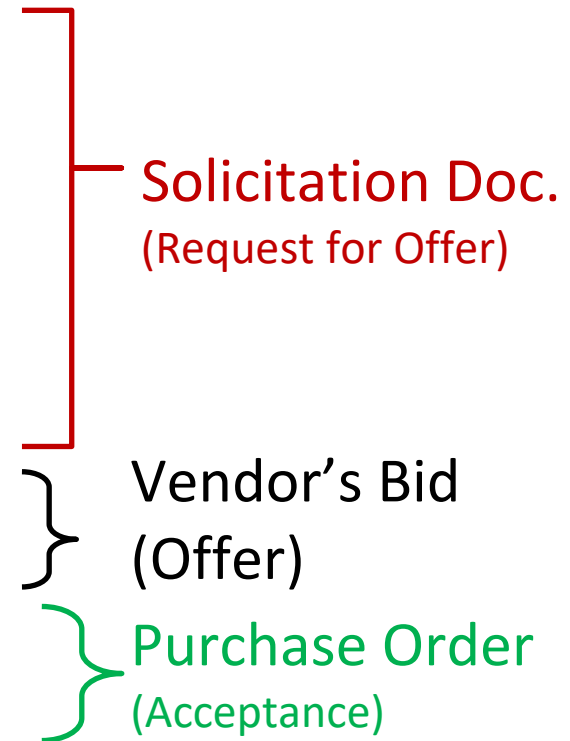 Solicitation Doc.
(Request for Offer)
Vendor’s Bid
(Offer)
Purchase Order
(Acceptance)